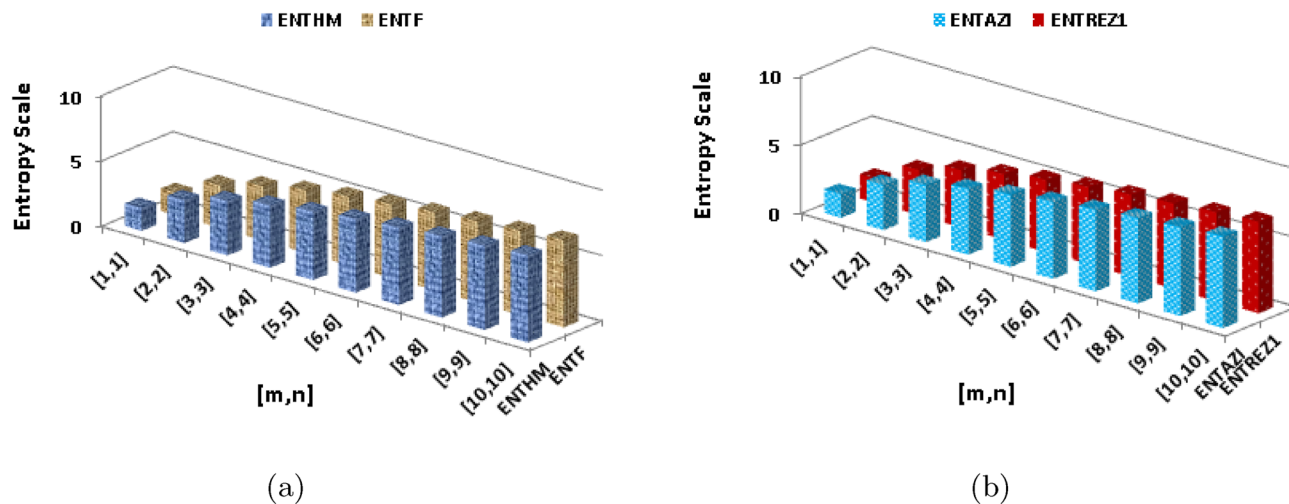 ENTHM ENTF
Entropy Scale
10
5
0
[1,1]
[2,2]
[3,3]
[4,4]
[5,5]
[6,6]
[7,7]
[8,8]
[9,9]
[10,10]
ENTHM
ENTF
[m,n]
(a)
ENTAZI ENTREZ1
Entropy Scale
10
5
0
[1,1]
[2,2]
[3,3]
[4,4]
[5,5]
[6,6]
[7,7]
[8,8]
[9,9]
[10,10]
ENTAZI
ENTREZ1
[m,n]
(b)